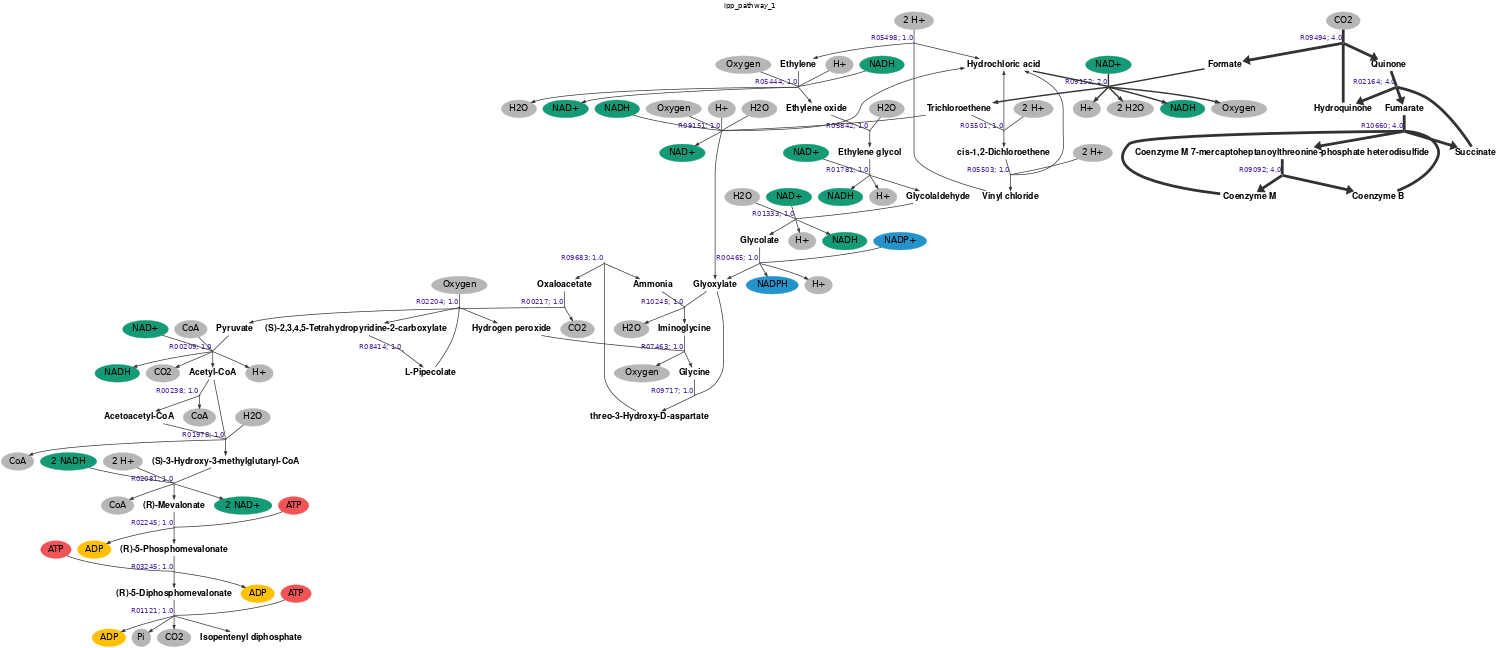 ipp_pathway_1
2 H+ CO2
R05498; 1.0 R09494; 4.0
Oxygen Ethylene H+ NADH Hydrochloric acid NAD+ Formate Quinone
R05444; 1.0 R09152; 2.0 R02164; 4.0
H2O NAD+ NADH Oxygen H+ H2O Ethylene oxide H2O Trichloroethene 2 H+ H+ 2 H2O NADH Oxygen Hydroquinone Fumarate
R09151; 1.0 R05842; 1.0 R05501; 1.0 R10660; 4.0
NAD+ NAD+ Ethylene glycol cis-1,2-Dichloroethene 2 H+ Coenzyme M 7-mercaptoheptanoylthreonine-phosphate heterodisulfide Succinate
R01781; 1.0 R05503; 1.0 R09092; 4.0
H2O NAD+ NADH H+ Glycolaldehyde Vinyl chloride Coenzyme M Coenzyme B
R01333; 1.0
Glycolate H+ NADH NADP+
R09683; 1.0 R00465; 1.0
Oxygen Oxaloacetate Ammonia Glyoxylate NADPH H+
R02204; 1.0 R00217; 1.0 R10245; 1.0
NAD+ CoA Pyruvate (S)-2,3,4,5-Tetrahydropyridine-2-carboxylate Hydrogen peroxide CO2 H2O Iminoglycine
R00209; 1.0 R08414; 1.0 R07463; 1.0
NADH CO2 Acetyl-CoA H+ L-Pipecolate Oxygen Glycine
R00238; 1.0 R09717; 1.0
Acetoacetyl-CoA CoA H2O threo-3-Hydroxy-D-aspartate
R01978; 1.0
CoA 2 NADH 2 H+ (S)-3-Hydroxy-3-methylglutaryl-CoA
R02081; 1.0
CoA (R)-Mevalonate 2 NAD+ ATP
R02245; 1.0
ATP ADP (R)-5-Phosphomevalonate
R03245; 1.0
(R)-5-Diphosphomevalonate ADP ATP
R01121; 1.0
ADP Pi CO2 Isopentenyl diphosphate